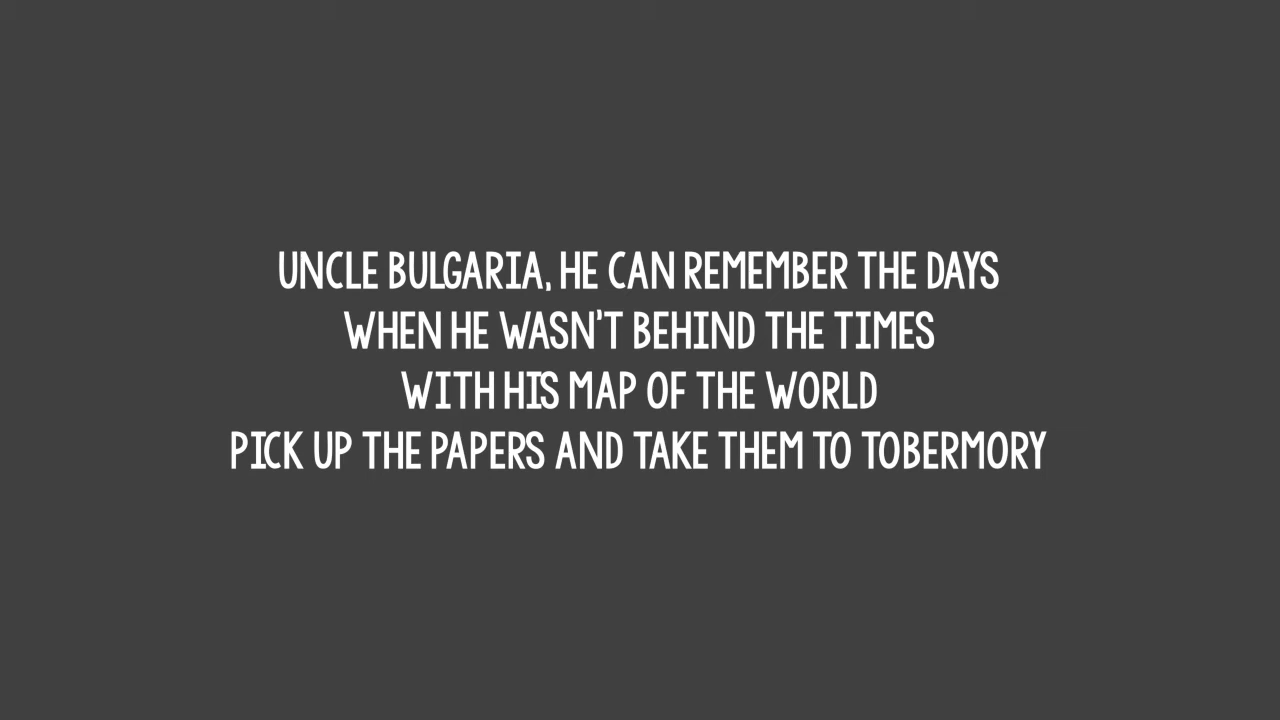 UNCLE BULGARIA, HE CAN REMEMBER THE DAYS
WHEN HE WASN'T BEHIND THE TIMES
WITH HIS MAP OF THE WORLD
PICK UP THE PAPERS AND TAKE THEM TO TOBERMORY